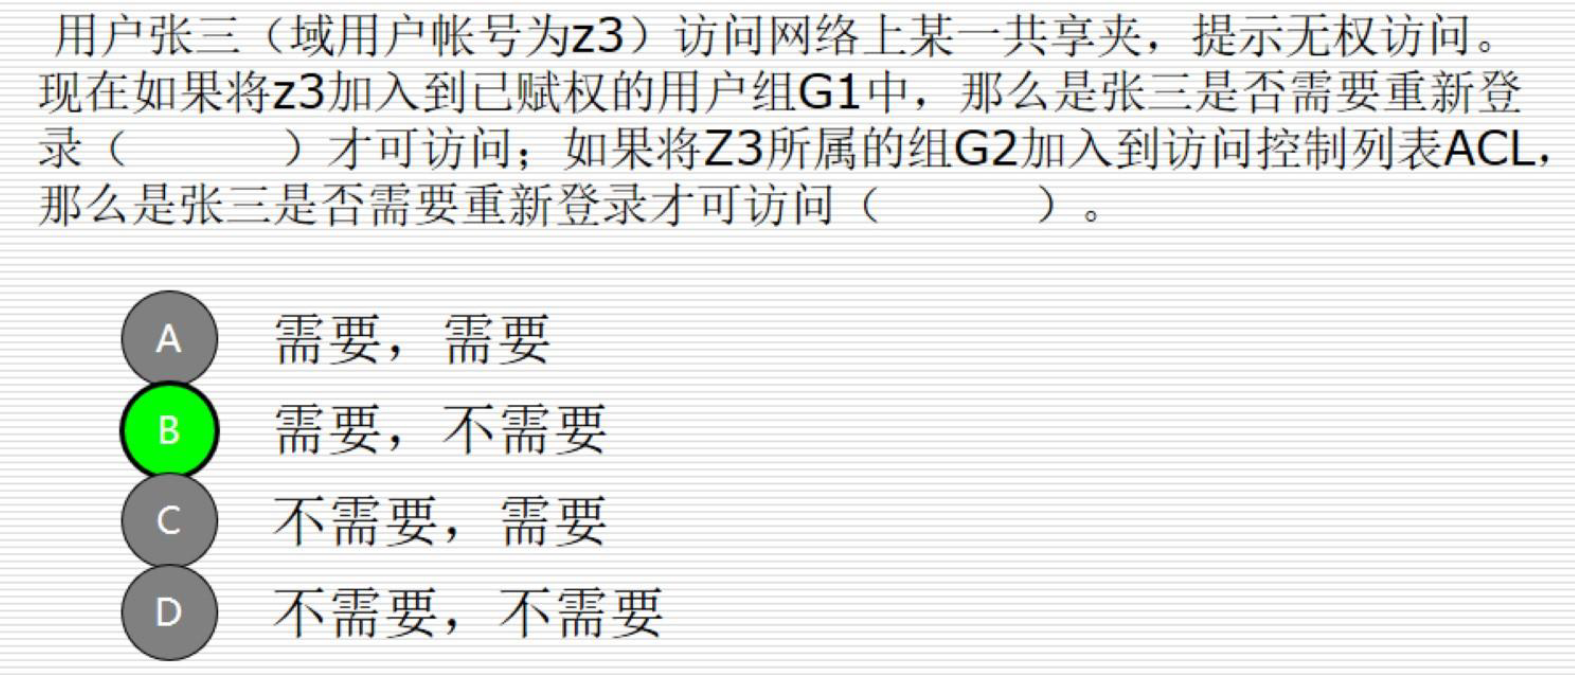 用户张三（域用户帐号为z3）访问网络上某一共享夹，提示无权访问。
现在如果将z3加入到已赋权的用户组G1中，那么是张三是否需要重新登
录（　　　）才可访问；如果将Z3所属的组G2加入到访问控制列表ACL，
那么是张三是否需要重新登录才可访问（　　　）。
A 需要，需要
B 需要，不需要
C 不需要，需要
D 不需要，不需要